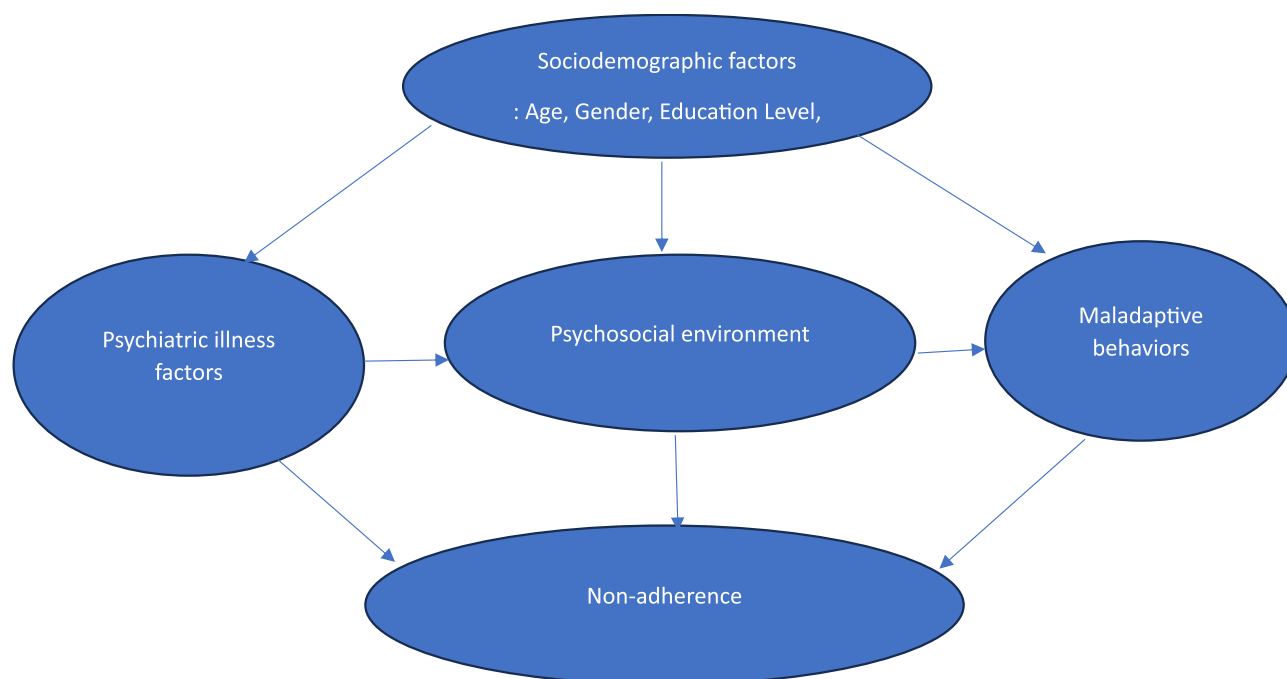 Sociodemographic factors
: Age, Gender, Education Level,
Psychiatric illness
factors
Psychosocial environment
Maladaptive
behaviors
Non-adherence